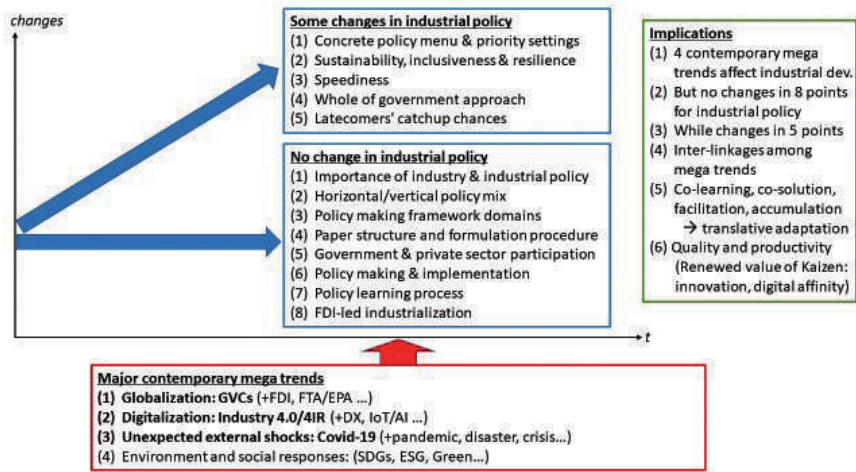 changes
Some changes in industrial policy
(1) Concrete policy menu & priority settings
(2) Sustainability, inclusiveness & resilience
(3) Speediness
(4) Whole of government approach
(5) Latecomers' catchup chances
No change in industrial policy
(1) Importance of industry & industrial policy
(2) Horizontal/vertical policy mix
(3) Policy making framework domains
(4) Paper structure and formulation procedure
(5) Government & private sector participation
(6) Policy making & implementation
(7) Policy learning process
(8) FDI-led industrialization
Implications
(1) 4 contemporary mega
trends affect industrial dev.
(2) But no changes in 8 points
for industrial policy
(3) While changes in 5 points
(4) Inter-linkages among
mega trends
(5) Co-learning, co-solution,
facilitation, accumulation
→ translative adaptation
(6) Quality and productivity
(Renewed value of Kaizen:
innovation, digital affinity)
t
Major contemporary mega trends
(1) Globalization: GVCs (+FDI, FTA/EPA ...)
(2) Digitalization: Industry 4.0/4IR (+DX, IoT/AI ...)
(3) Unexpected external shocks: Covid-19 (+pandemic, disaster, crisis...)
(4) Environment and social responses: (SDGs, ESG, Green...)